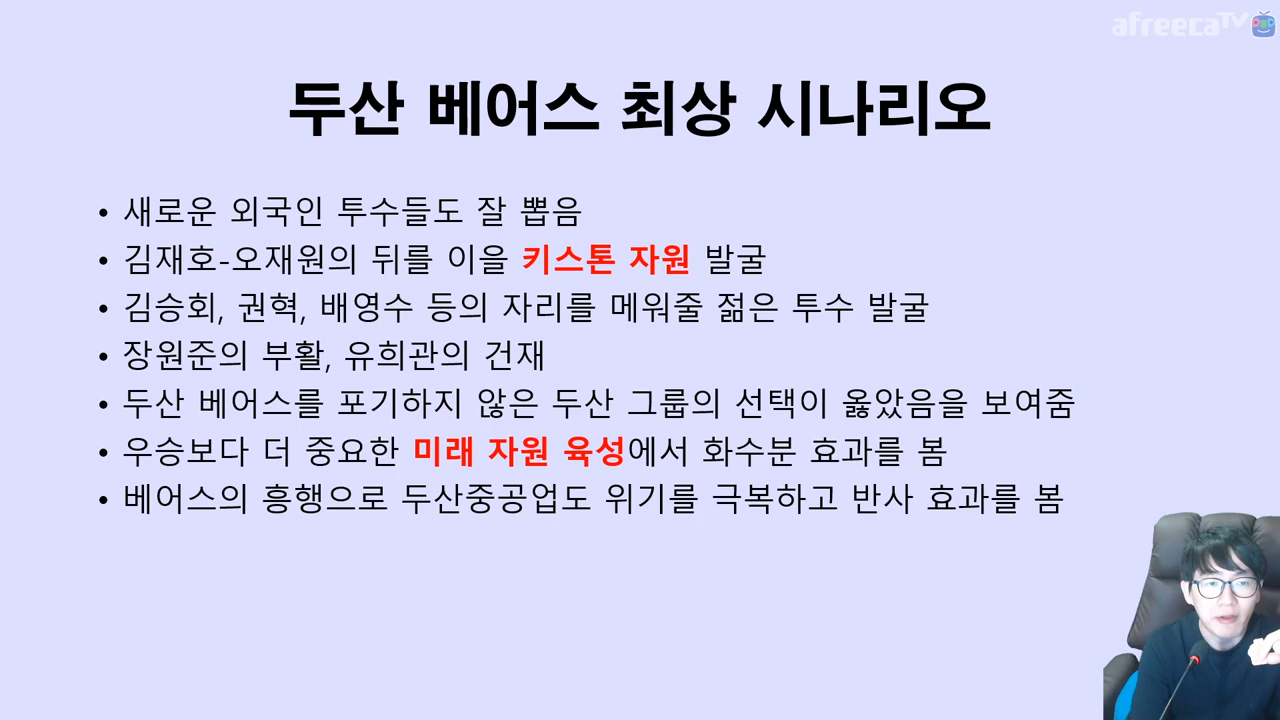 afreecaTV
두산 베어스 최상 시나리오
• 새로운 외국인 투수들도 잘 뽑음
• 김재호-오재원의 뒤를 이을 키스톤 자원 발굴
• 김승회, 권혁, 배영수 등의 자리를 메워줄 젊은 투수 발굴
• 장원준의 부활, 유희관의 건재
• 두산 베어스를 포기하지 않은 두산 그룹의 선택이 옳았음을 보여줌
• 우승보다 더 중요한 미래 자원 육성에서 화수분 효과를 봄
• 베어스의 흥행으로 두산중공업도 위기를 극복하고 반사 효과를 봄